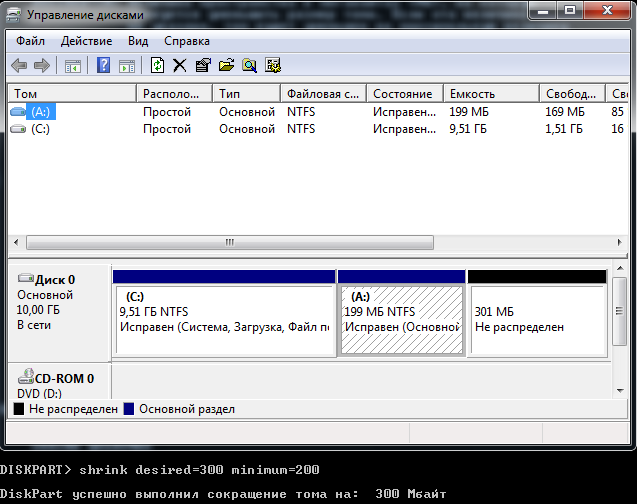 Управление дисками
Файл Действие Вид Справка
Том Располо... Тип Файловая с... Состояние Емкость Свобод... Сво
(A:) Простой Основной NTFS Исправен... 199 МБ 169 МБ 85
(C:) Простой Основной NTFS Исправен... 9,51 ГБ 1,51 ГБ 16
Диск 0
Основной
10,00 ГБ
В сети
(C:)
9,51 ГБ NTFS
Исправен (Система, Загрузка, Файл по
(A:)
199 МБ NTFS
Исправен (Основной
301 МБ
Не распределен
CD-ROM 0
DVD (D:)
Не распределен Основной раздел
DISKPART> shrink desired=300 minimum=200
DiskPart успешно выполнил сокращение тома на: 300 Мбайт